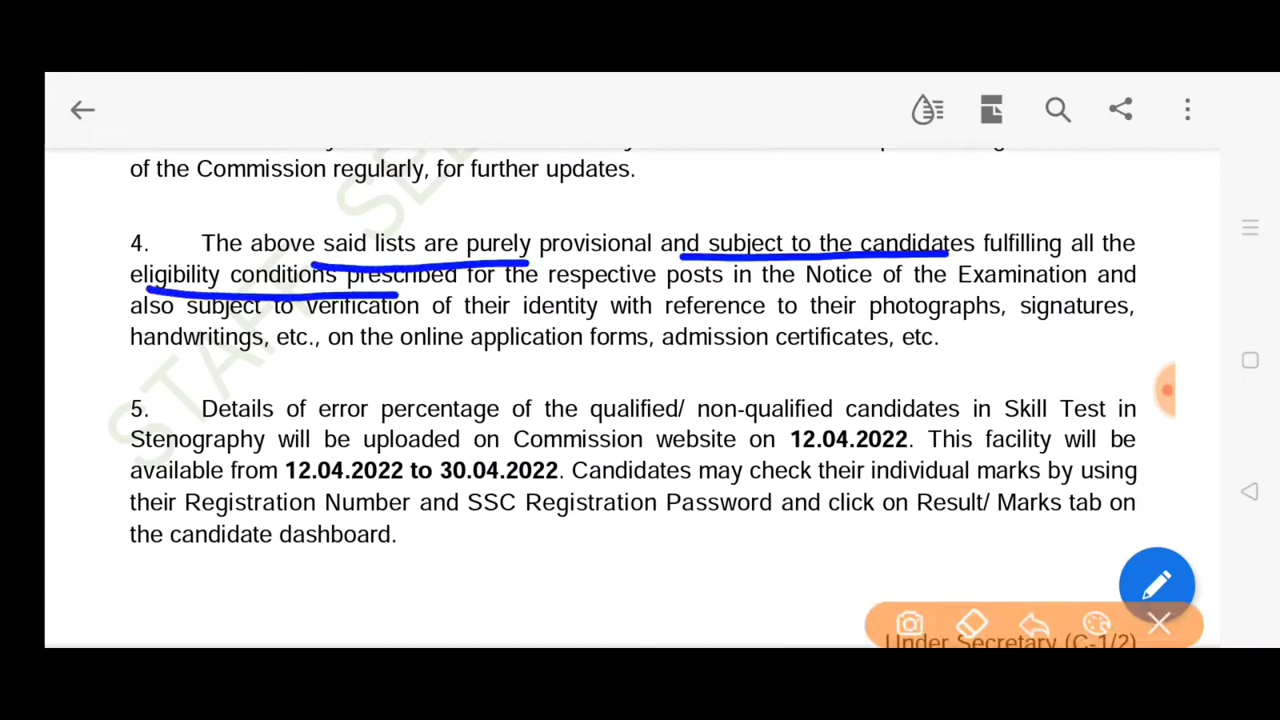 of the Commission regularly, for further updates.
4. The above said lists are purely provisional and subject to the candidates fulfilling all the
eligibility conditions prescribed for the respective posts in the Notice of the Examination and
also subject to verification of their identity with reference to their photographs, signatures,
handwritings, etc., on the online application forms, admission certificates, etc.
5. Details of error percentage of the qualified/ non-qualified candidates in Skill Test in
Stenography will be uploaded on Commission website on 12.04.2022. This facility will be
available from 12.04.2022 to 30.04.2022. Candidates may check their individual marks by using
their Registration Number and SSC Registration Password and click on Result/ Marks tab on
the candidate dashboard.
Under Secretary (C-1/2)
STAFF SEL